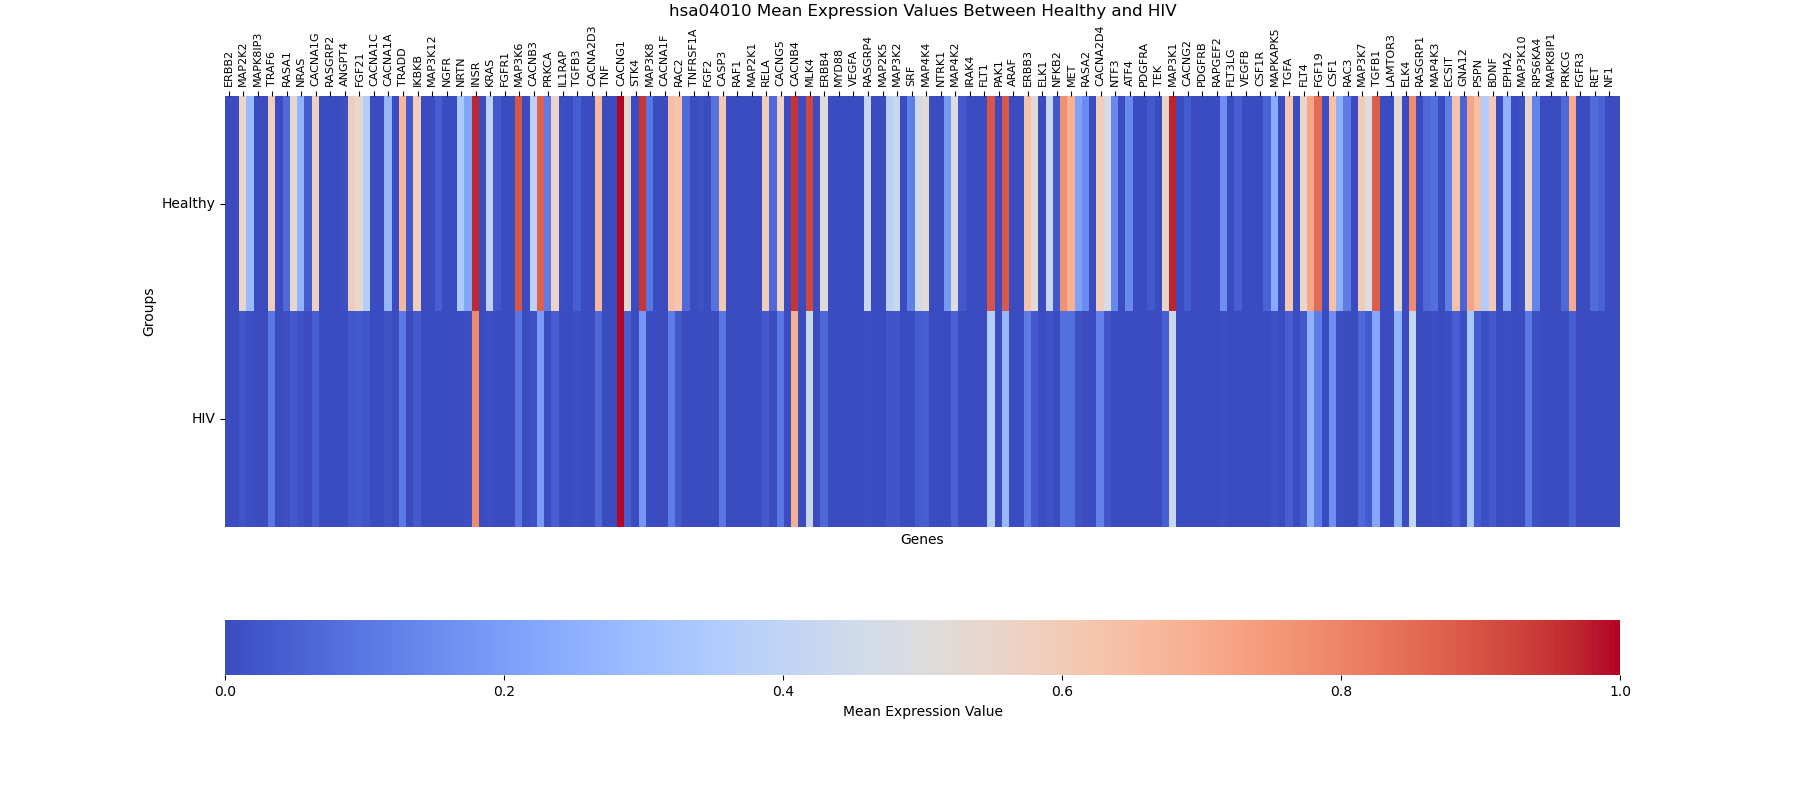 hsa04010 Mean Expression Values Between Healthy and HIV
ERBB2
MAP2K2
MAPK8IP3
TRAF6
RASA1
NRAS
CACNA1G
RASGRP2
ANGPT4
FGF21
CACNA1C
CACNA1A
TRADD
IKBKB
MAP3K12
NGFR
NRTN
INSR
KRAS
FGFR1
MAP3K6
CACNB3
PRKCA
IL1RAP
TGFB3
CACNA2D3
TNF
CACNG1
STK4
MAP3K8
CACNA1F
RAC2
TNFRSF1A
FGF2
CASP3
RAF1
MAP2K1
RELA
CACNG5
CACNB4
MLK4
ERBB4
MYD88
VEGFA
RASGRP4
MAP2K5
MAP3K2
SRF
MAP4K4
NTRK1
MAP4K2
IRAK4
FLT1
PAK1
ARAF
ERBB3
ELK1
NFKB2
MET
RASA2
CACNA2D4
NTF3
ATF4
PDGFRA
TEK
MAP3K1
CACNG2
PDGFRB
RAPGEF2
FLT3LG
VEGFB
CSF1R
MAPKAPK5
TGFA
FLT4
FGF19
CSF1
RAC3
MAP3K7
TGFB1
LAMTOR3
ELK4
RASGRP1
MAP4K3
ECSIT
GNA12
PSPN
BDNF
EPHA2
MAP3K10
RPS6KA4
MAPK8IP1
PRKCG
FGFR3
RET
NF1
Healthy
Groups
HIV
Genes
0.0
0.2
0.4
0.6
0.8
1.0
Mean Expression Value